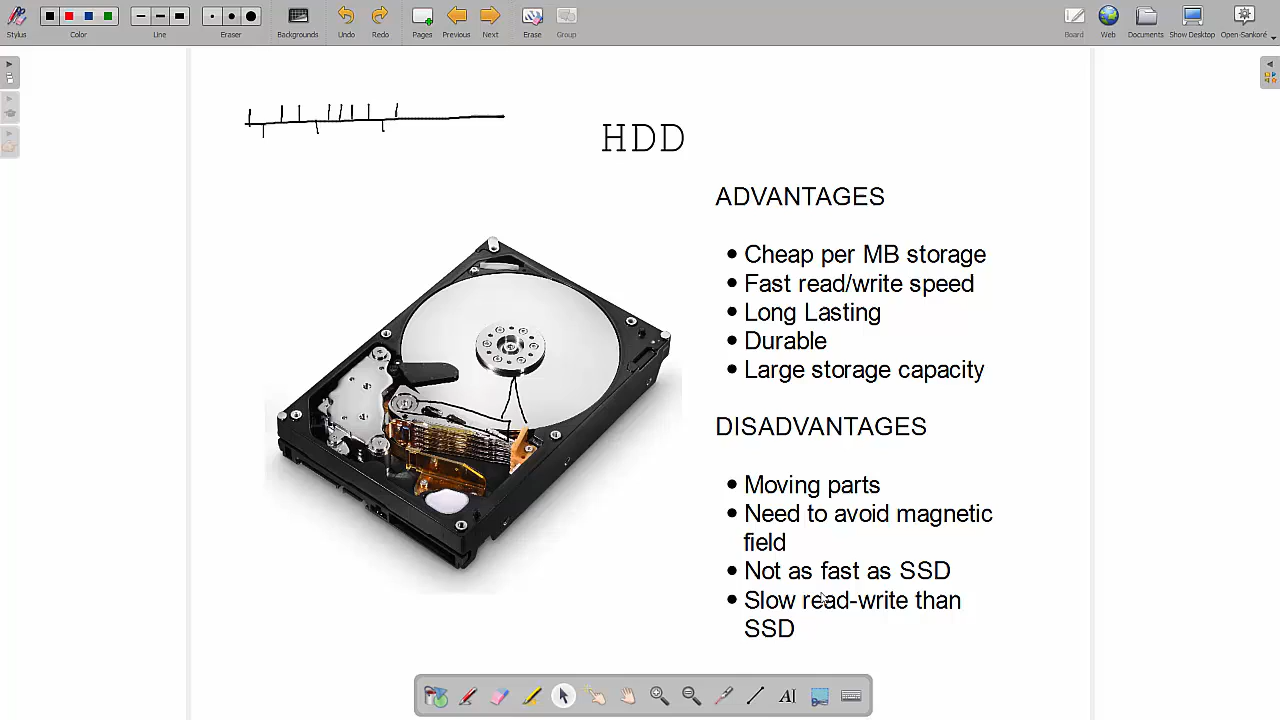 Stylus
Color
Line
Eraser
Backgrounds
Undo
Redo
Pages
Previous
Next
Erase
Group
Board
Web
Documents
Show Desktop
Open-Sankoré
HDD
ADVANTAGES
• Cheap per MB storage
• Fast read/write speed
• Long Lasting
• Durable
• Large storage capacity
DISADVANTAGES
• Moving parts
• Need to avoid magnetic
field
• Not as fast as SSD
• Slow read-write than
SSD